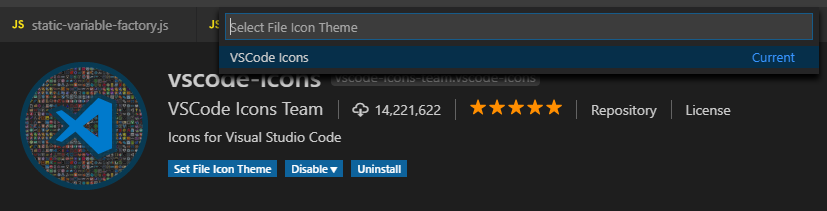 JS static-variable-factory.js JS
Select File Icon Theme
VSCode Icons Current
vscode-icons vscode-icons-team.vscode-icons
VSCode Icons Team 14,221,622 Repository License
Icons for Visual Studio Code
Set File Icon Theme Disable Uninstall